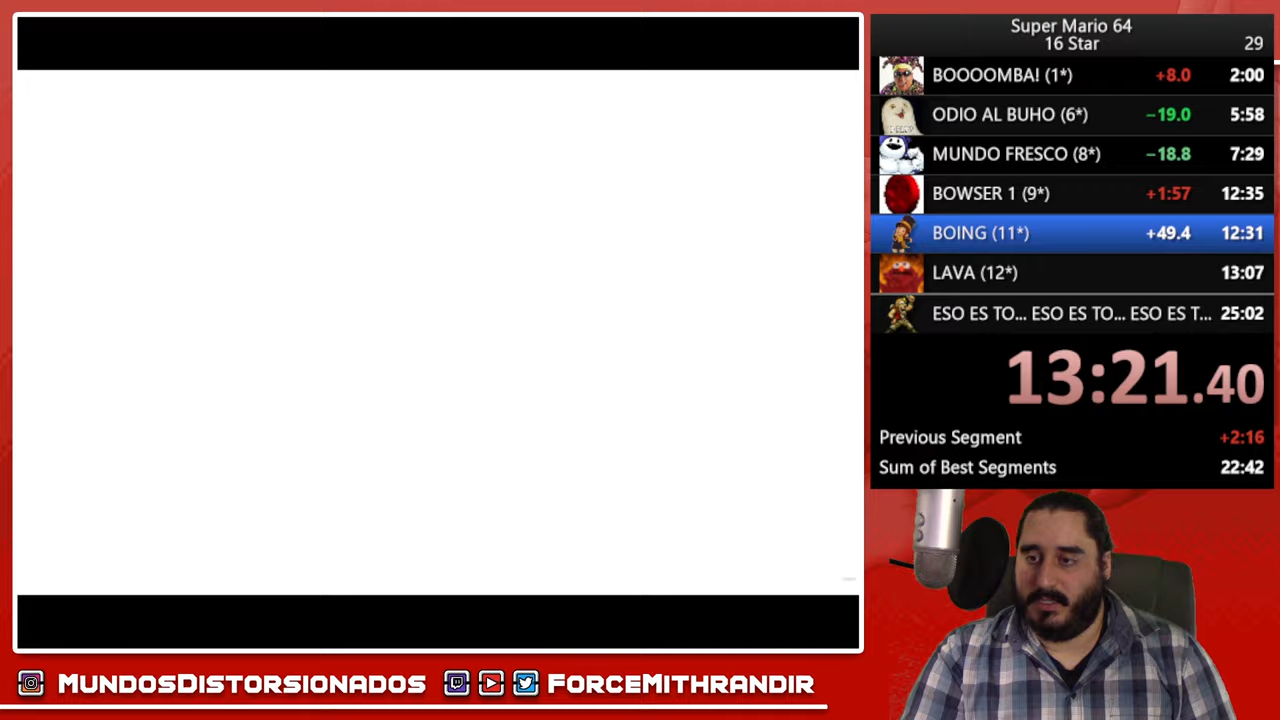 Super Mario 64
16 Star 29
BOOOOMBA! (1*) +8.0 2:00
ODIO AL BUHO (6*) −19.0 5:58
MUNDO FRESCO (8*) −18.8 7:29
BOWSER 1 (9*) +1:57 12:35
BOING (11*) +49.4 12:31
LAVA (12*) 13:07
ESO ES TO... ESO ES TO... ESO ES T... 25:02
13:21.40
Previous Segment +2:16
Sum of Best Segments 22:42
MUNDOSDISTORSIONADOS FORCEMITHRANDIR